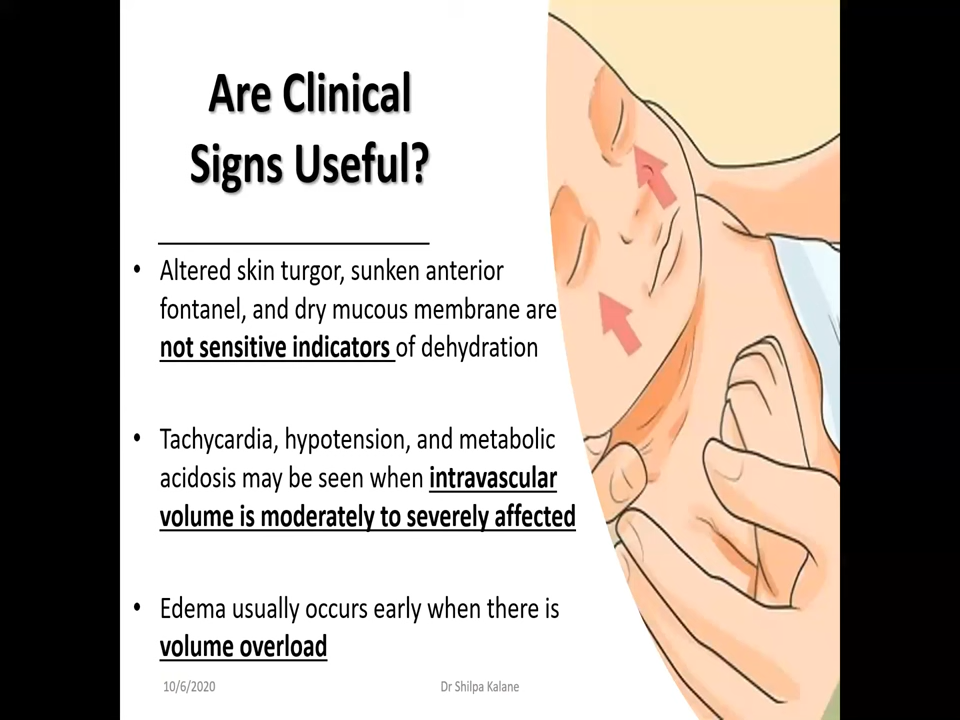 Are Clinical
Signs Useful?
• Altered skin turgor, sunken anterior
fontanel, and dry mucous membrane are
not sensitive indicators of dehydration
• Tachycardia, hypotension, and metabolic
acidosis may be seen when intravascular
volume is moderately to severely affected
• Edema usually occurs early when there is
volume overload
10/6/2020 Dr Shilpa Kalane